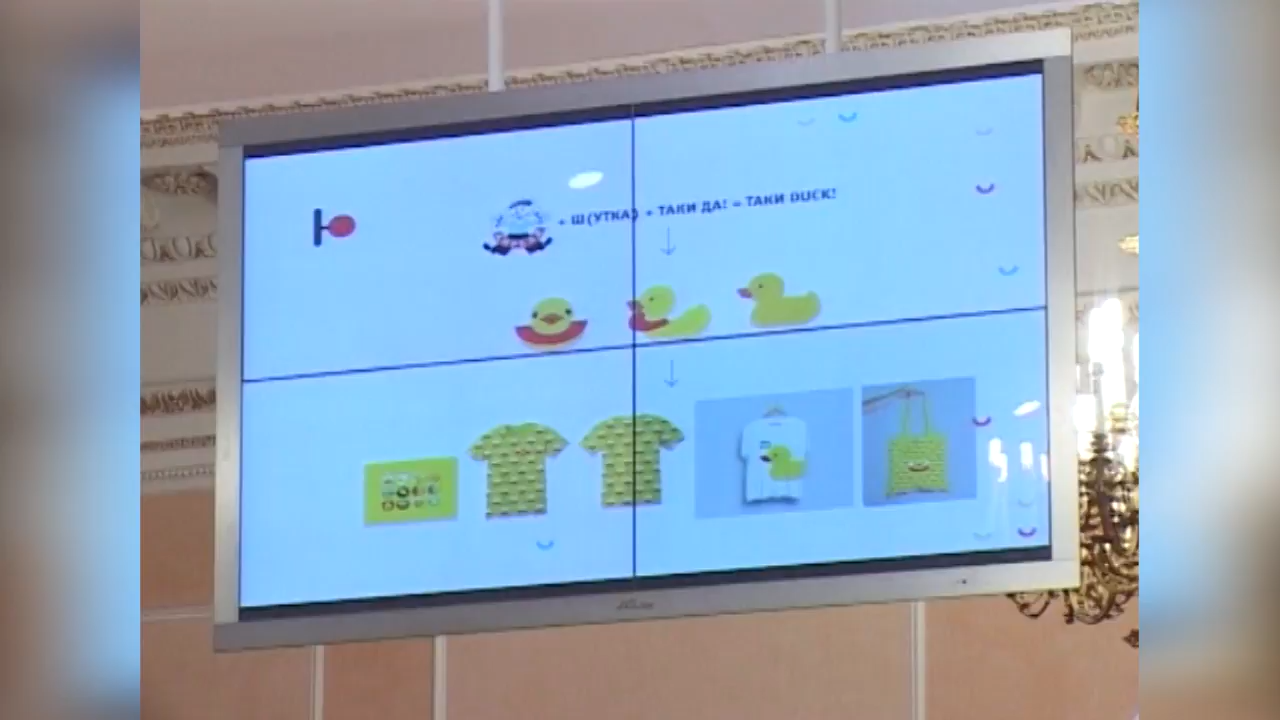 + Ш(УТКА) + ТАКИ ДА! = ТАКИ DUCK!